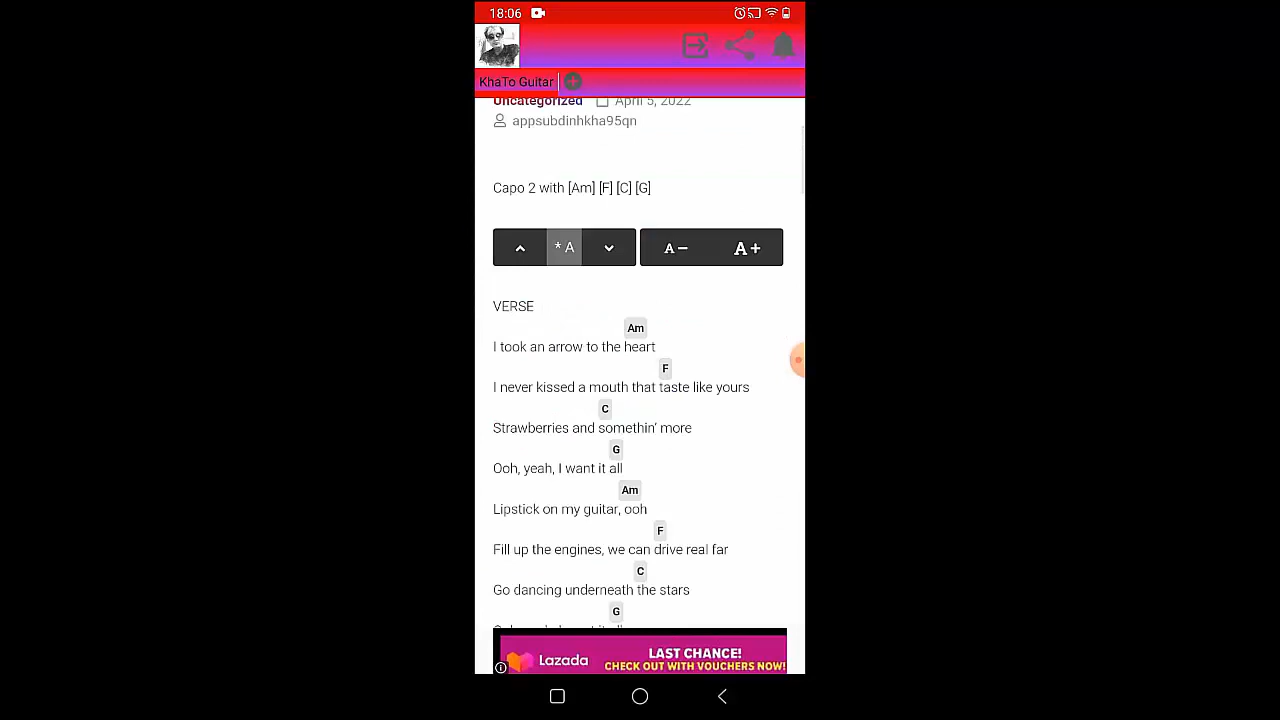 18:06
KhaTo Guitar
Uncategorized April 5, 2022
appsubdinhkha95qn
Capo 2 with [Am] [F] [C] [G]
* A A− A+
VERSE
Am
I took an arrow to the heart
F
I never kissed a mouth that taste like yours
C
Strawberries and somethin' more
G
Ooh, yeah, I want it all
Am
Lipstick on my guitar, ooh
F
Fill up the engines, we can drive real far
C
Go dancing underneath the stars
G
Lazada
LAST CHANCE!
CHECK OUT WITH VOUCHERS NOW!